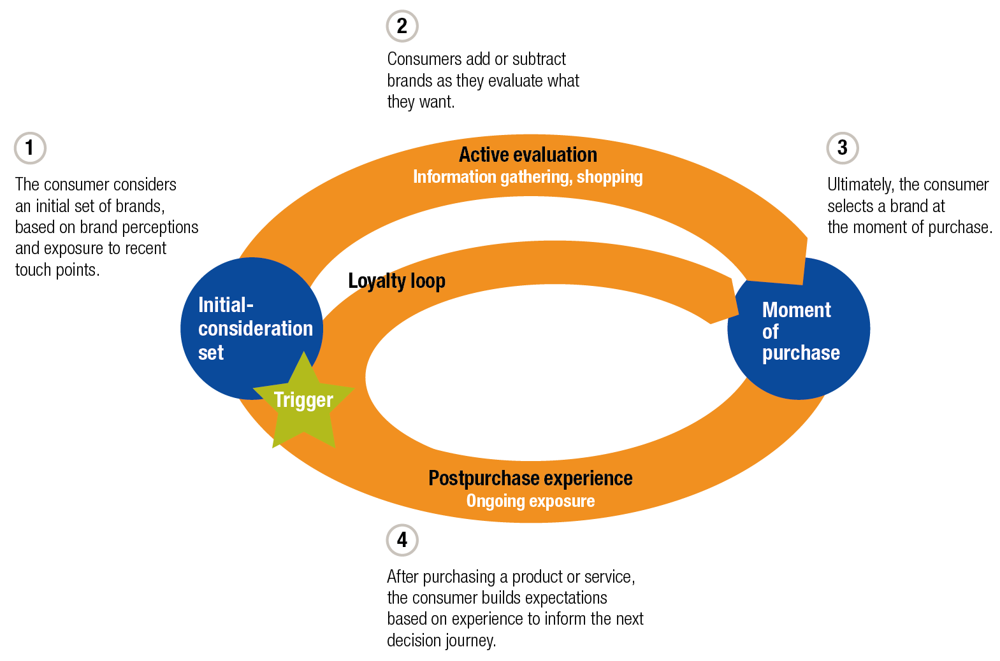 1
The consumer considers
an initial set of brands,
based on brand perceptions
and exposure to recent
touch points.
2
Consumers add or subtract
brands as they evaluate what
they want.
3
Ultimately, the consumer
selects a brand at
the moment of purchase.
Active evaluation
Information gathering, shopping
Loyalty loop
Initial-
consideration
set
Trigger
Moment
of
purchase
Postpurchase experience
Ongoing exposure
4
After purchasing a product or service,
the consumer builds expectations
based on experience to inform the next
decision journey.